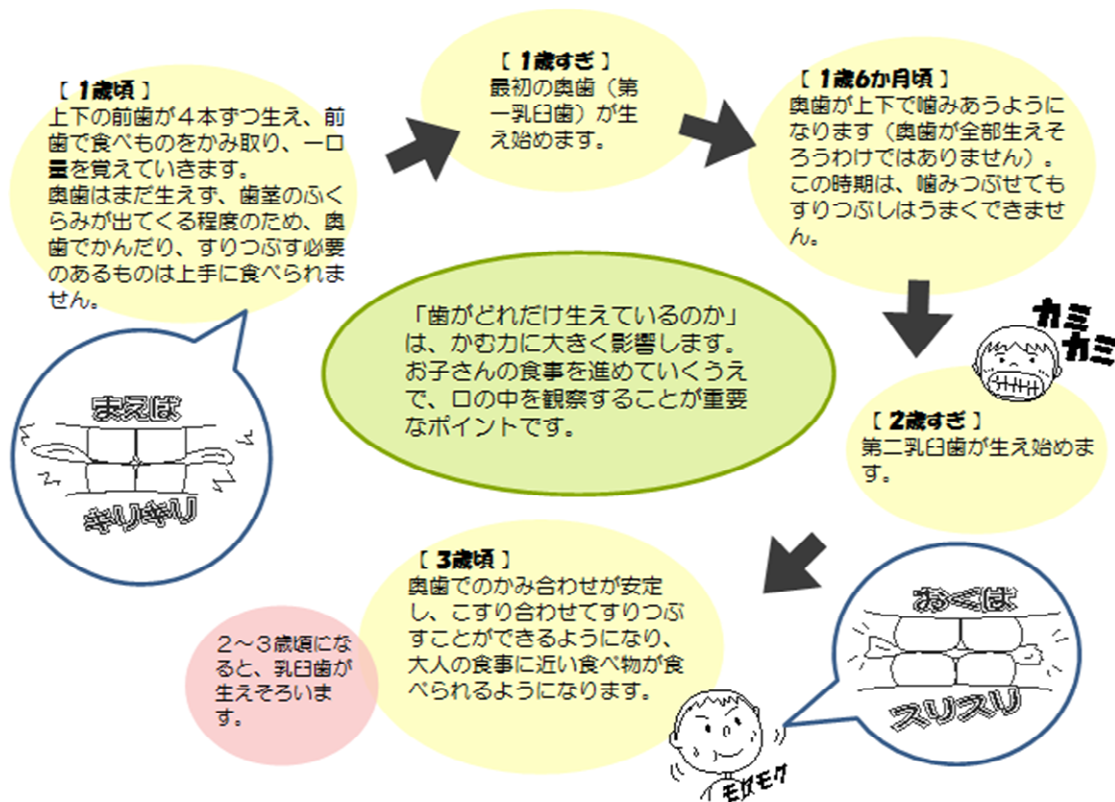 【 1歳頃 】
上下の前歯が4本ずつ生え、前
歯で食べものをかみ取り、一口
量を覚えていきます。
奥歯はまだ生えず、歯茎のふく
らみが出てくる程度のため、奥
歯でかんだり、すりつぶす必要
のあるものは上手に食べられま
せん。
まえば
キリキリ
【 1歳すぎ 】
最初の奥歯（第
一乳臼歯）が生
え始めます。
【 1歳6か月頃 】
奥歯が上下で噛みあうように
なります（奥歯が全部生えそ
ろうわけではありません）。
この時期は、噛みつぶせても
すりつぶしはうまくできませ
ん。
「歯がどれだけ生えているのか」
は、かむ力に大きく影響します。
お子さんの食事を進めていくうえ
で、口の中を観察することが重要
なポイントです。
カミ
カミ
【 2歳すぎ 】
第二乳臼歯が生え始めま
す。
おくば
スリスリ
【 3歳頃 】
奥歯でのかみ合わせが安定
し、こすり合わせてすりつぶ
すことができるようになり、
大人の食事に近い食べ物が食
べられるようになります。
モグモグ
２～３歳頃にな
ると、乳臼歯が
生えそろいま
す。